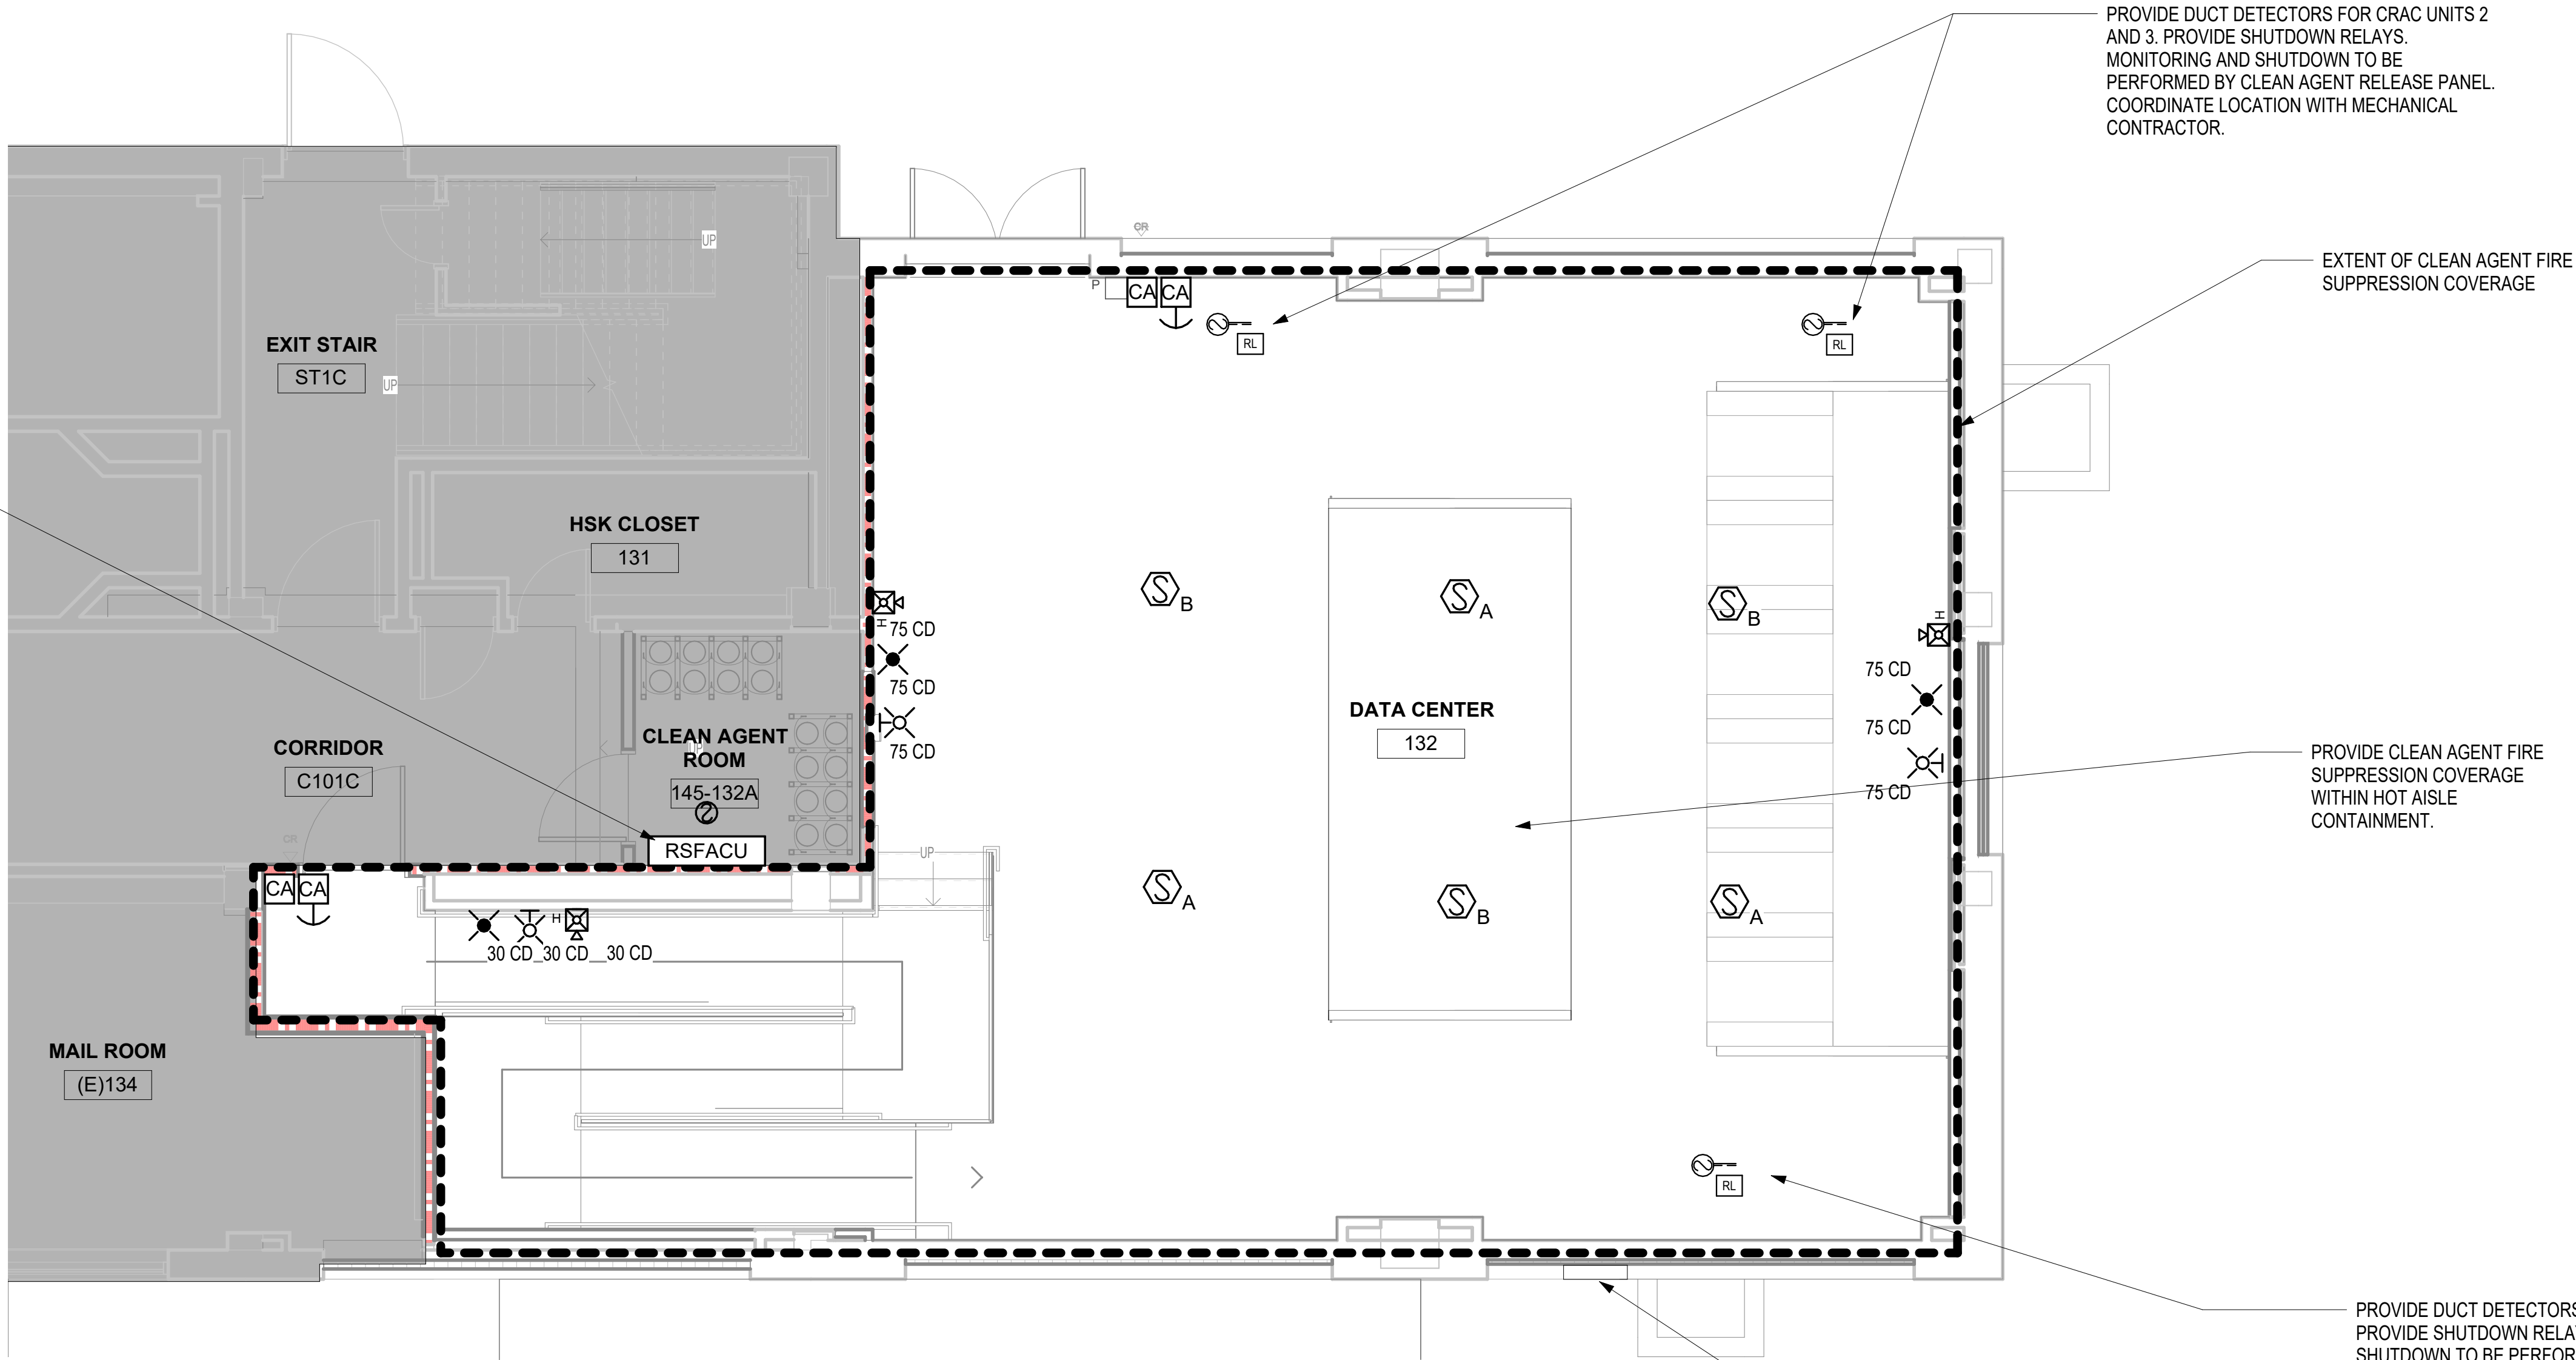 PROVIDE DUCT DETECTORS FOR CRAC UNITS 2
AND 3. PROVIDE SHUTDOWN RELAYS.
MONITORING AND SHUTDOWN TO BE
PERFORMED BY CLEAN AGENT RELEASE PANEL.
COORDINATE LOCATION WITH MECHANICAL
CONTRACTOR.
CR
UP
EXTENT OF CLEAN AGENT FIRE
SUPPRESSION COVERAGE
P
CA CA
RL
RL
EXIT STAIR
ST1C
UP
HSK CLOSET
131
S B
S A
S B
H
75 CD
75 CD
75 CD
H
75 CD
75 CD
75 CD
DATA CENTER
132
CLEAN AGENT
ROOM
UP
145-132A
CORRIDOR
C101C
PROVIDE CLEAN AGENT FIRE
SUPPRESSION COVERAGE
WITHIN HOT AISLE
CONTAINMENT.
CR
RSFACU
UP
CA CA
S A
S B
S A
H
30 CD 30 CD 30 CD
MAIL ROOM
(E)134
RL
PROVIDE DUCT DETECTORS
PROVIDE SHUTDOWN
SHUTDOWN TO BE